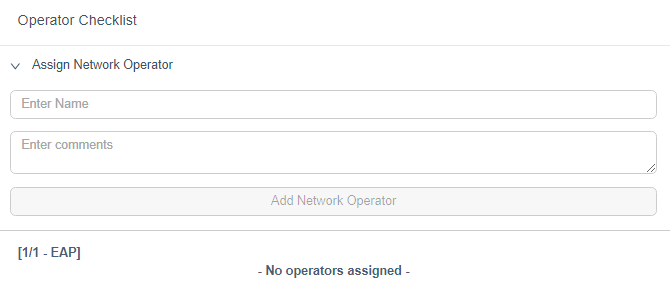 Operator Checklist
Assign Network Operator
Enter Name
Enter comments
Add Network Operator
[1/1 - EAP]
- No operators assigned -